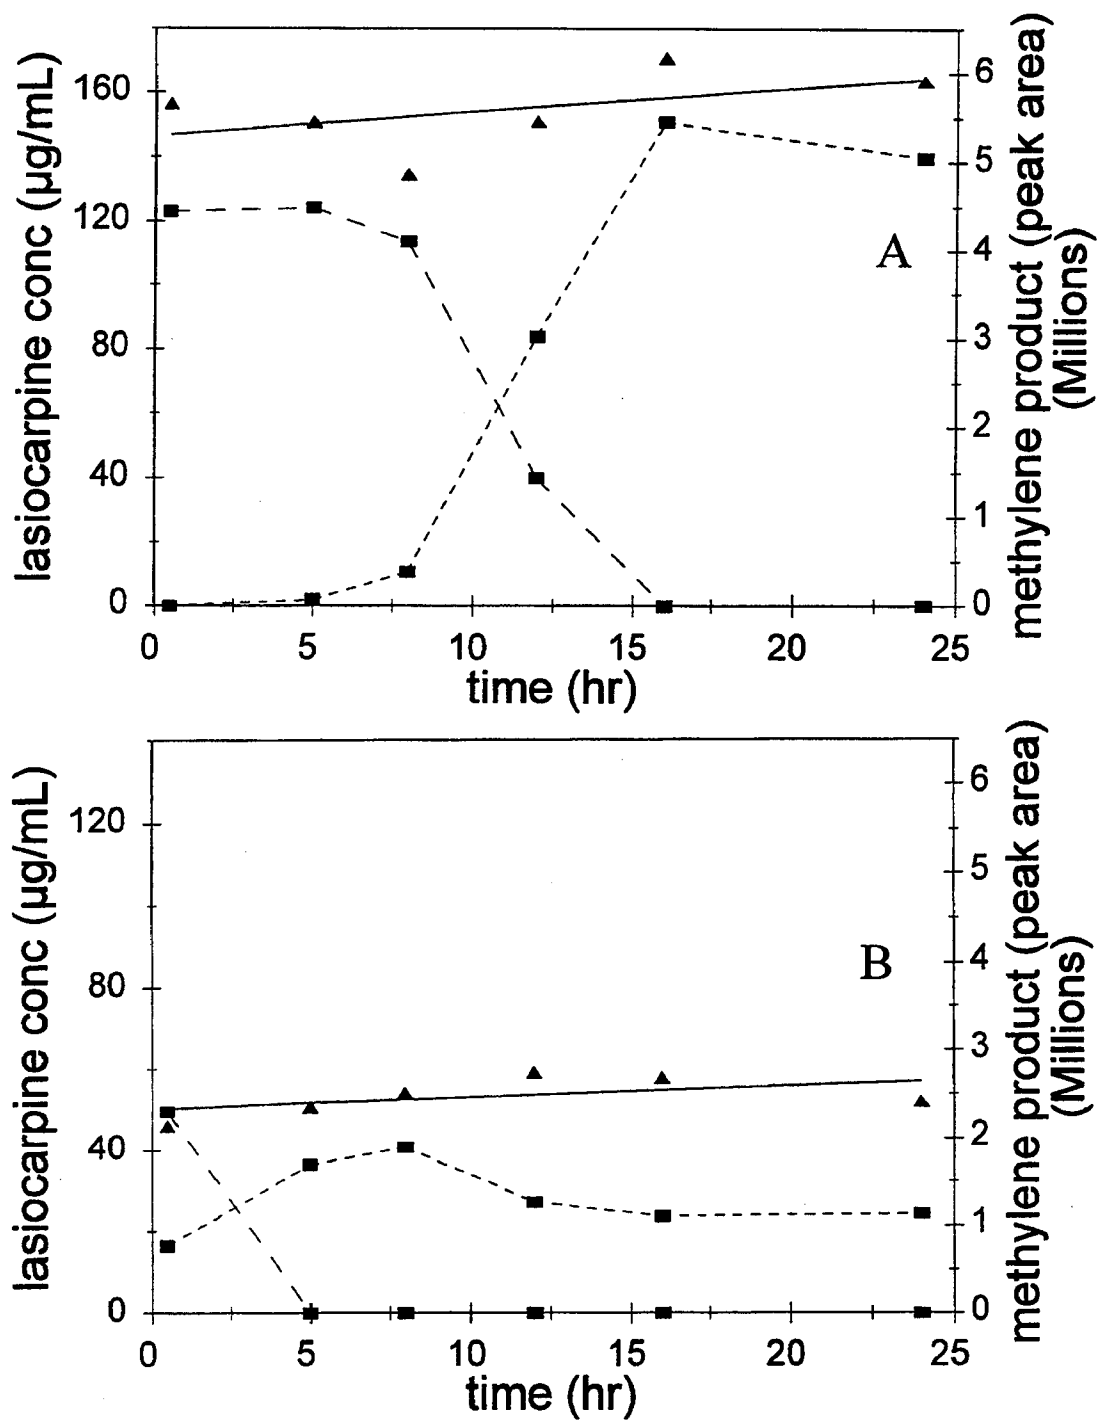 lasiocarpine conc (µg/mL)
160
120
80
40
0
0 5 10 15 20 25
time (hr)
6
5
4
3
2
1
0
methylene product (peak area)
(Millions)
A
lasiocarpine conc (µg/mL)
120
80
40
0
0 5 10 15 20 25
time (hr)
6
5
4
3
2
1
0
methylene product (peak area)
(Millions)
B